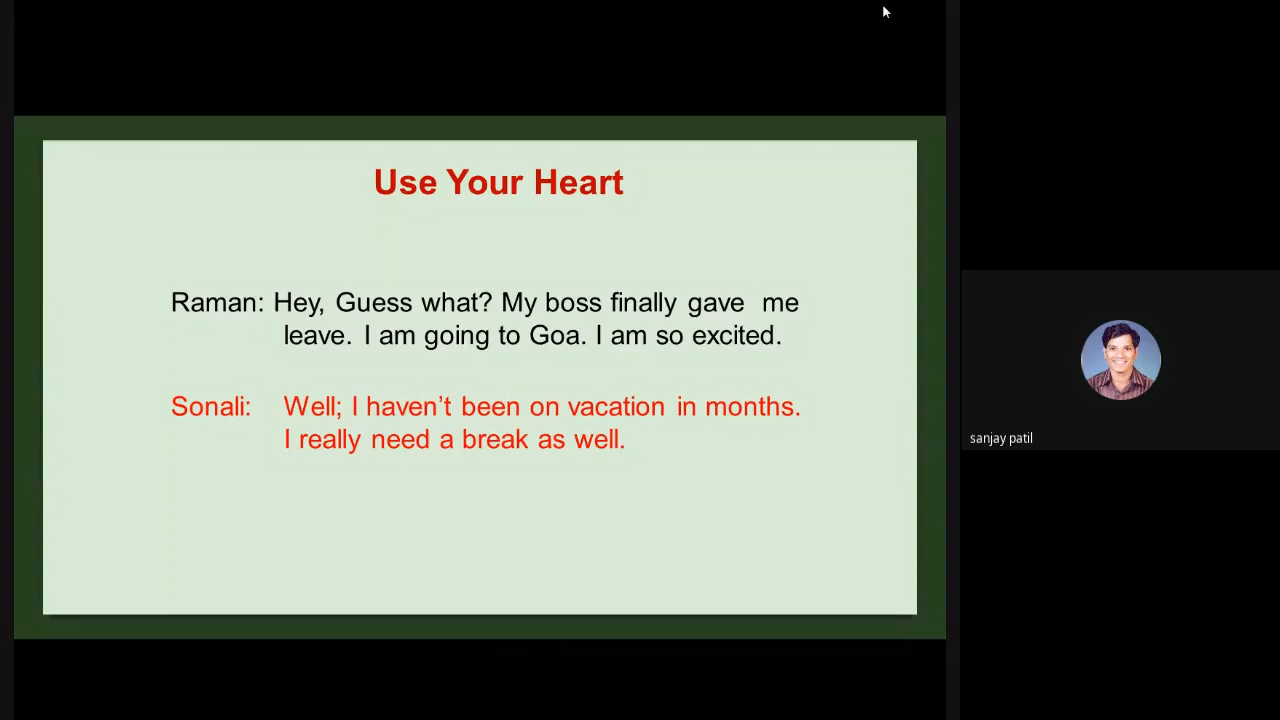 Use Your Heart
Raman: Hey, Guess what? My boss finally gave me
leave. I am going to Goa. I am so excited.
Sonali: Well; I haven’t been on vacation in months.
I really need a break as well.
sanjay patil